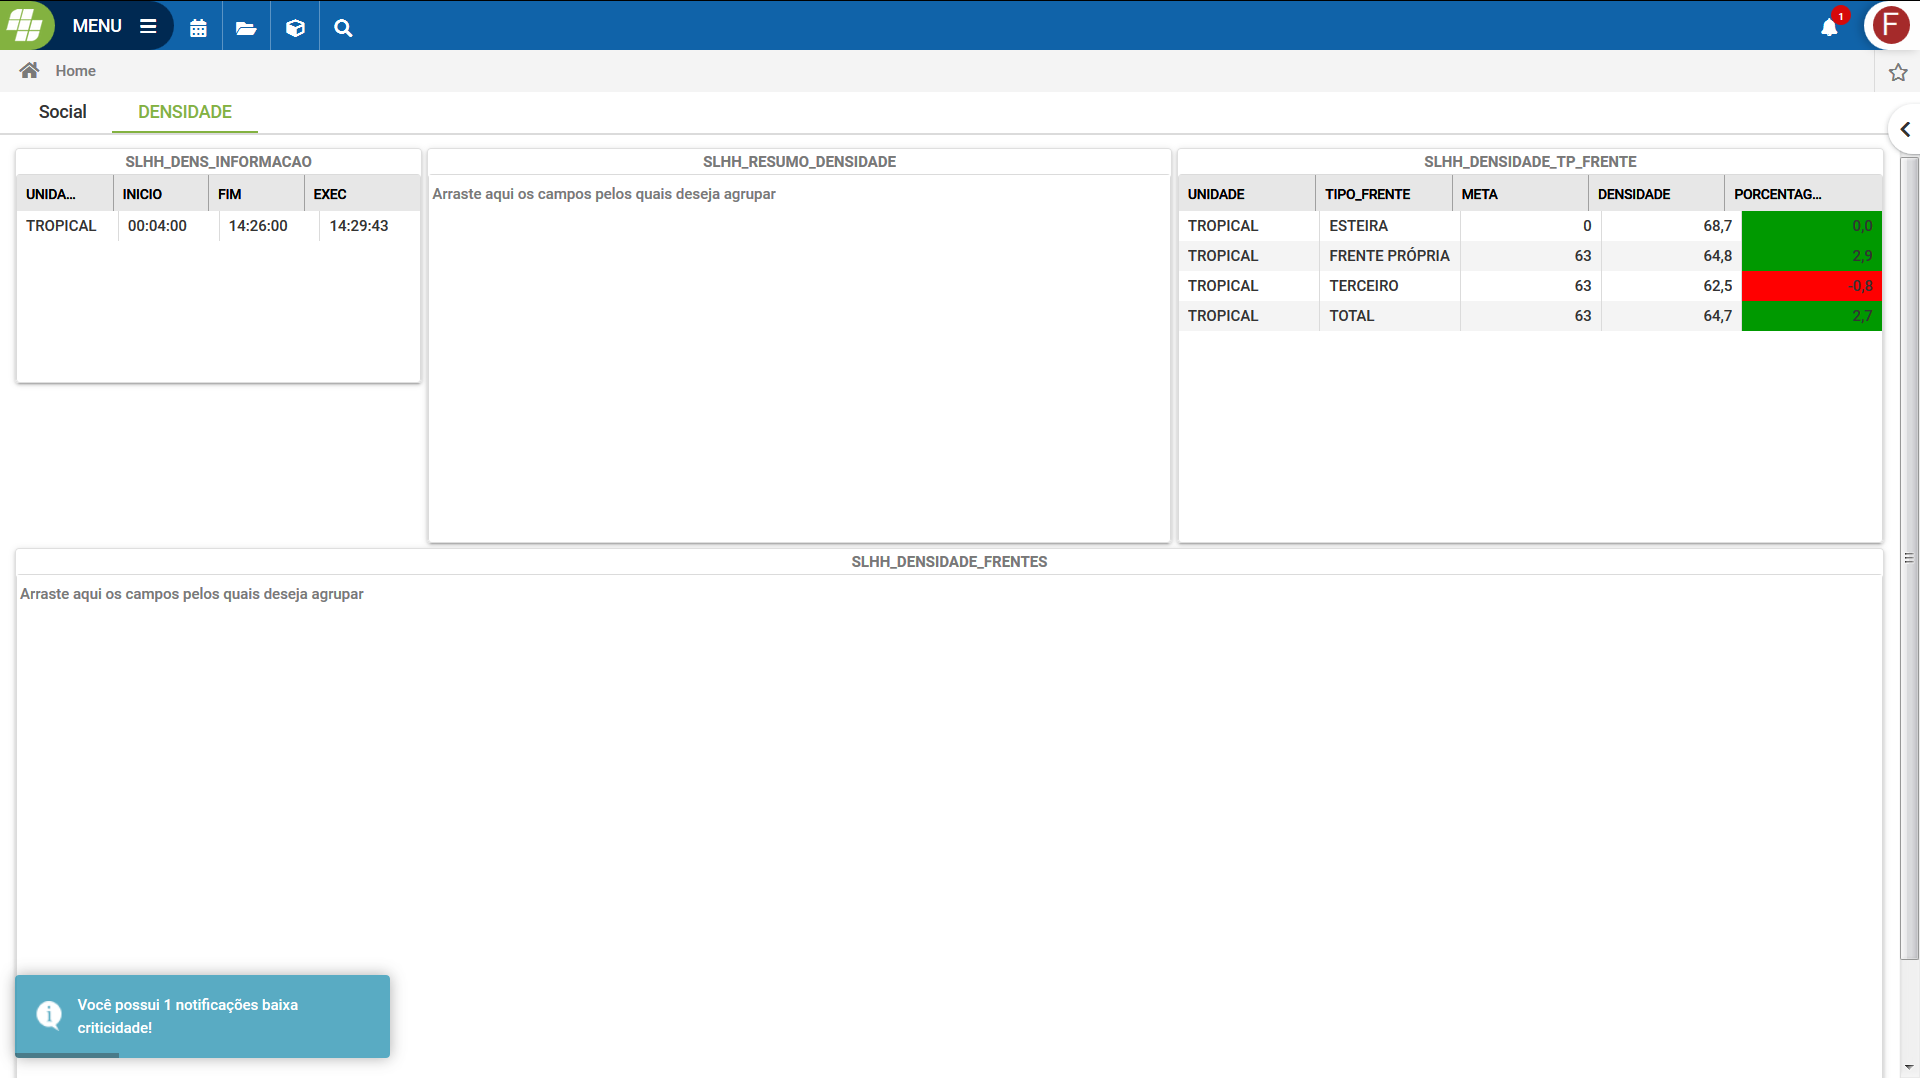 MENU
1
F
Home
Social DENSIDADE
SLHH_DENS_INFORMACAO
UNIDA... INICIO FIM EXEC
TROPICAL 00:04:00 14:26:00 14:29:43
SLHH_RESUMO_DENSIDADE
Arraste aqui os campos pelos quais deseja agrupar
SLHH_DENSIDADE_TP_FRENTE
UNIDADE TIPO_FRENTE META DENSIDADE PORCENTAG...
TROPICAL ESTEIRA 0 68,7 0,0
TROPICAL FRENTE PRÓPRIA 63 64,8 2,9
TROPICAL TERCEIRO 63 62,5 -0,8
TROPICAL TOTAL 63 64,7 2,7
SLHH_DENSIDADE_FRENTES
Arraste aqui os campos pelos quais deseja agrupar
Você possui 1 notificações baixa
criticidade!